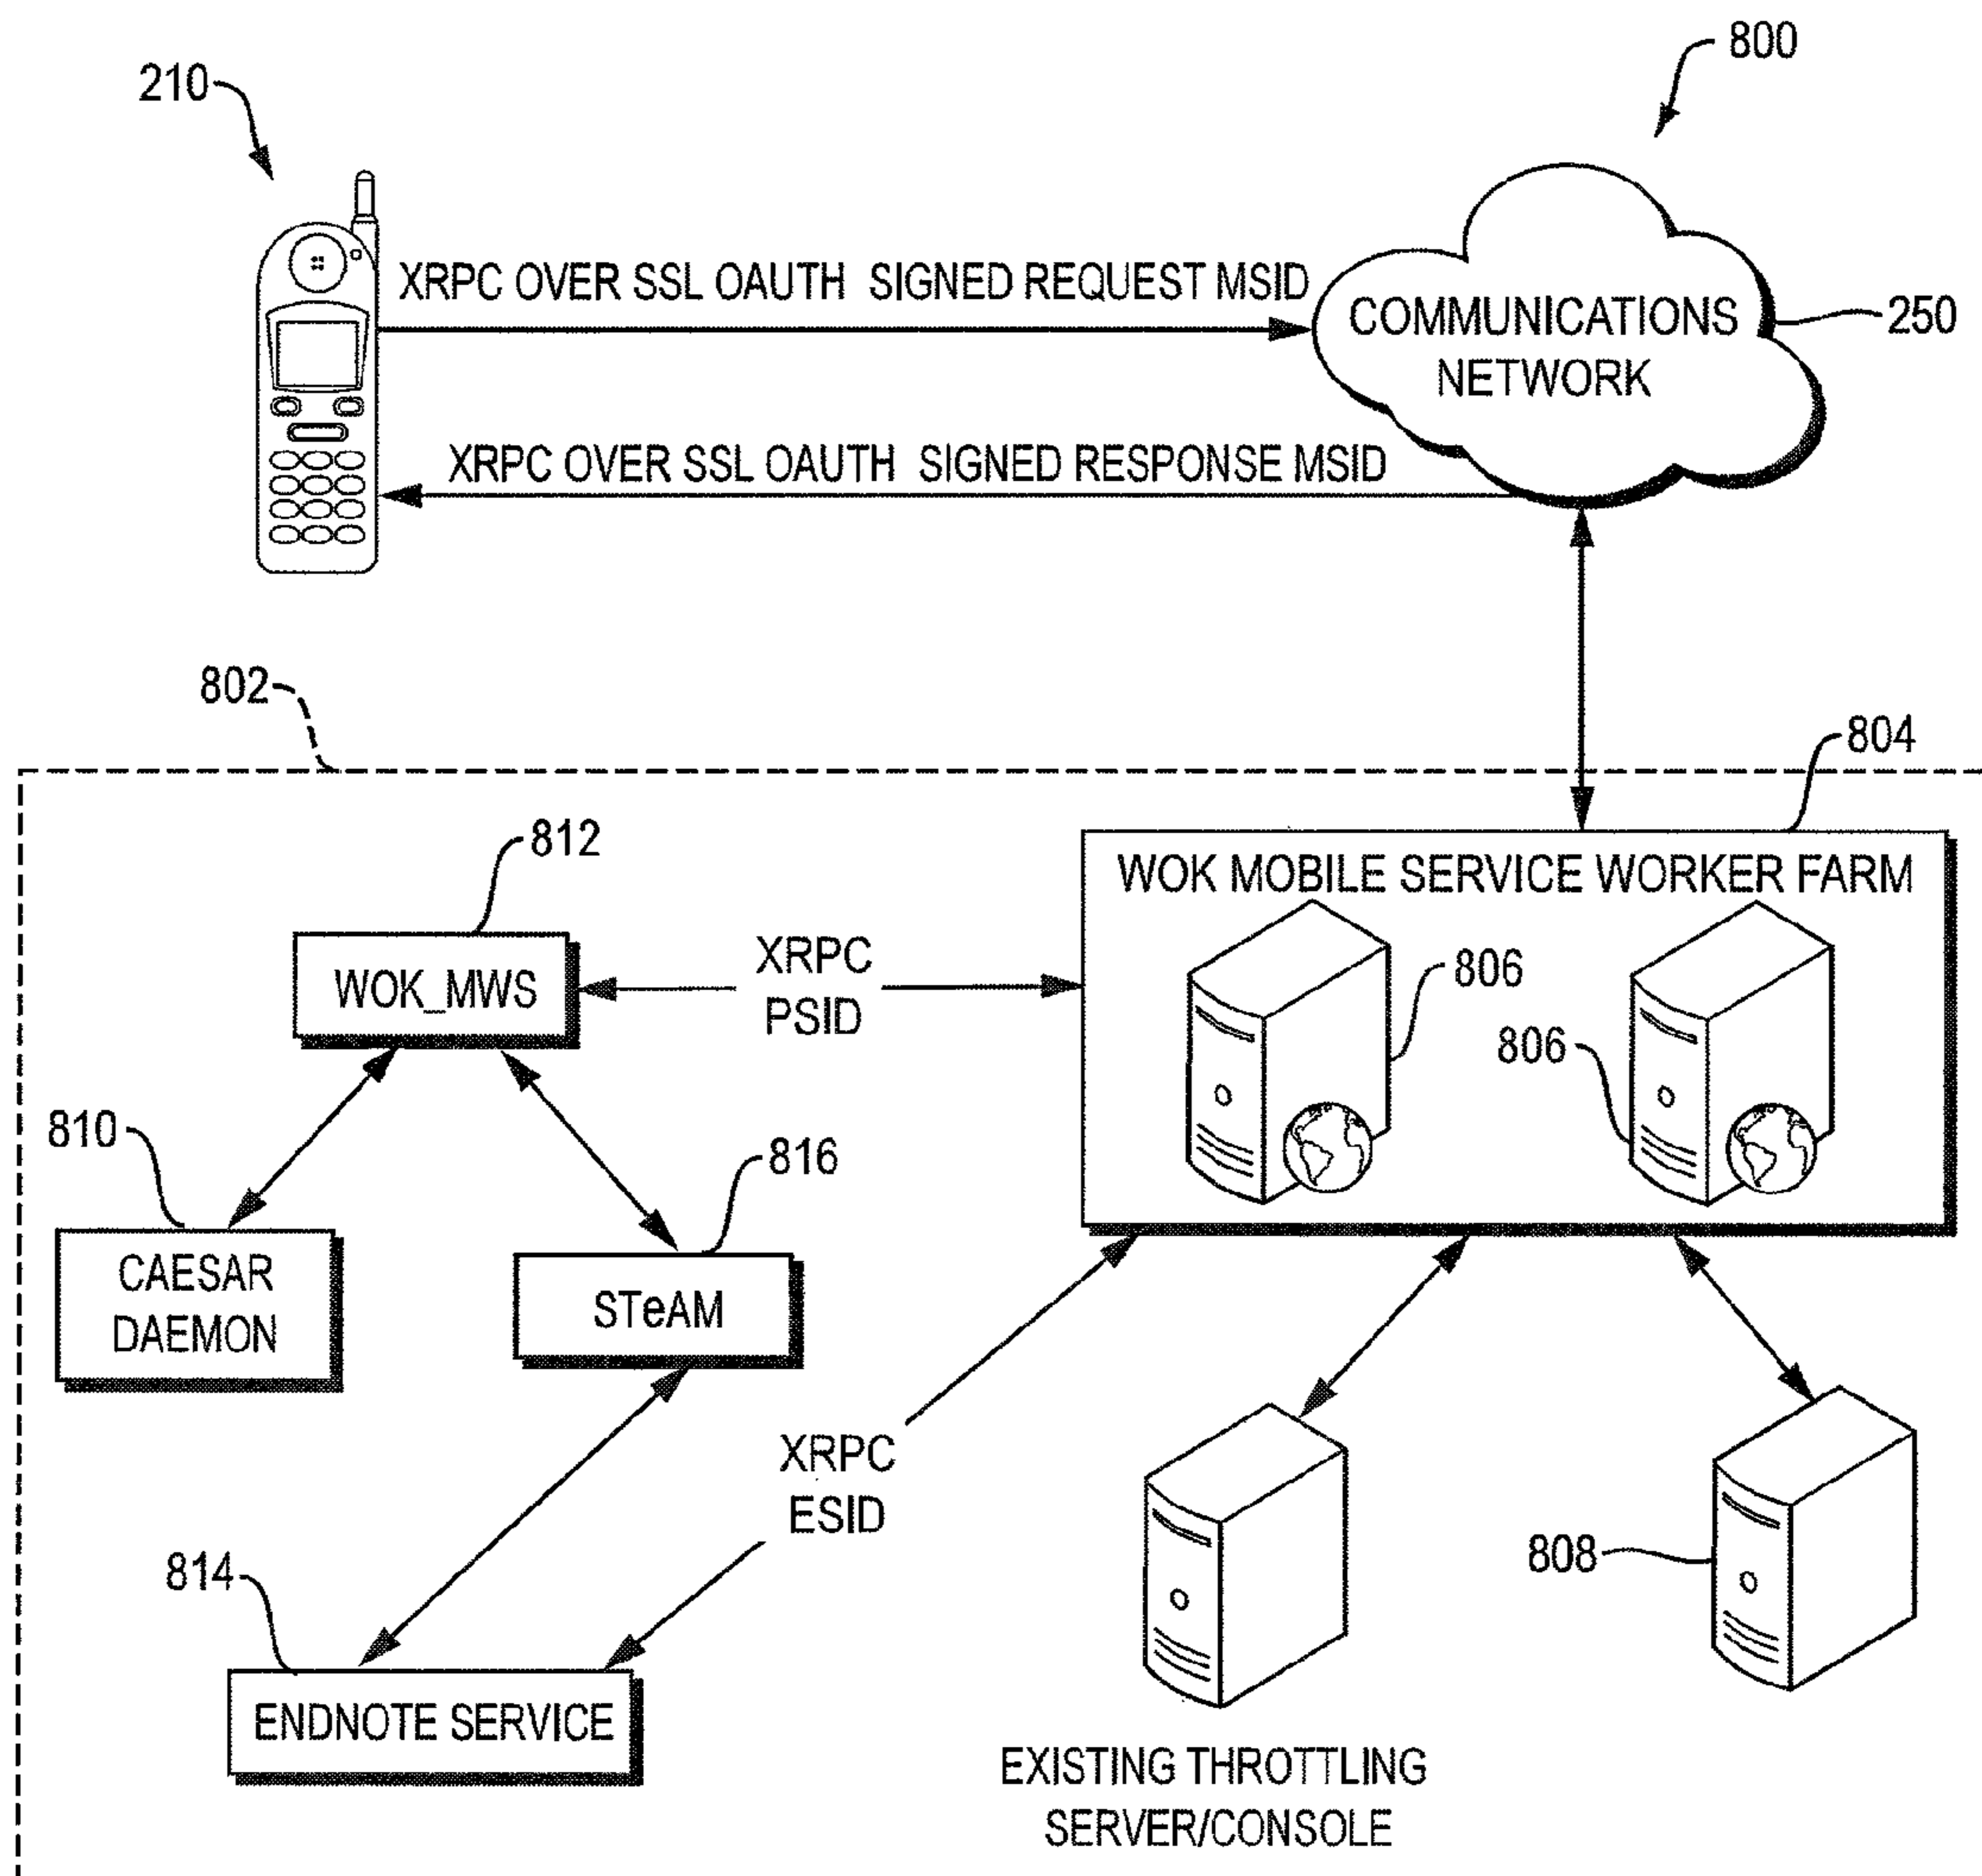 800
210
XRPC OVER SSL OAUTH SIGNED REQUEST MSID
COMMUNICATIONS
NETWORK
250
XRPC OVER SSL OAUTH SIGNED RESPONSE MSID
802
804
812
WOK MOBILE SERVICE WORKER FARM
WOK_MWS
XRPC
PSID
806
806
810
816
CAESAR
DAEMON
STeAM
XRPC
ESID
808
814
ENDNOTE SERVICE
EXISTING THROTTLING
SERVER/CONSOLE